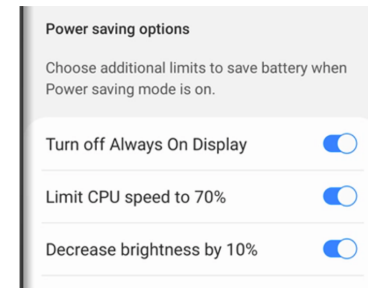 Power saving options
Choose additional limits to save battery when
Power saving mode is on.
Turn off Always On Display
Limit CPU speed to 70%
Decrease brightness by 10%